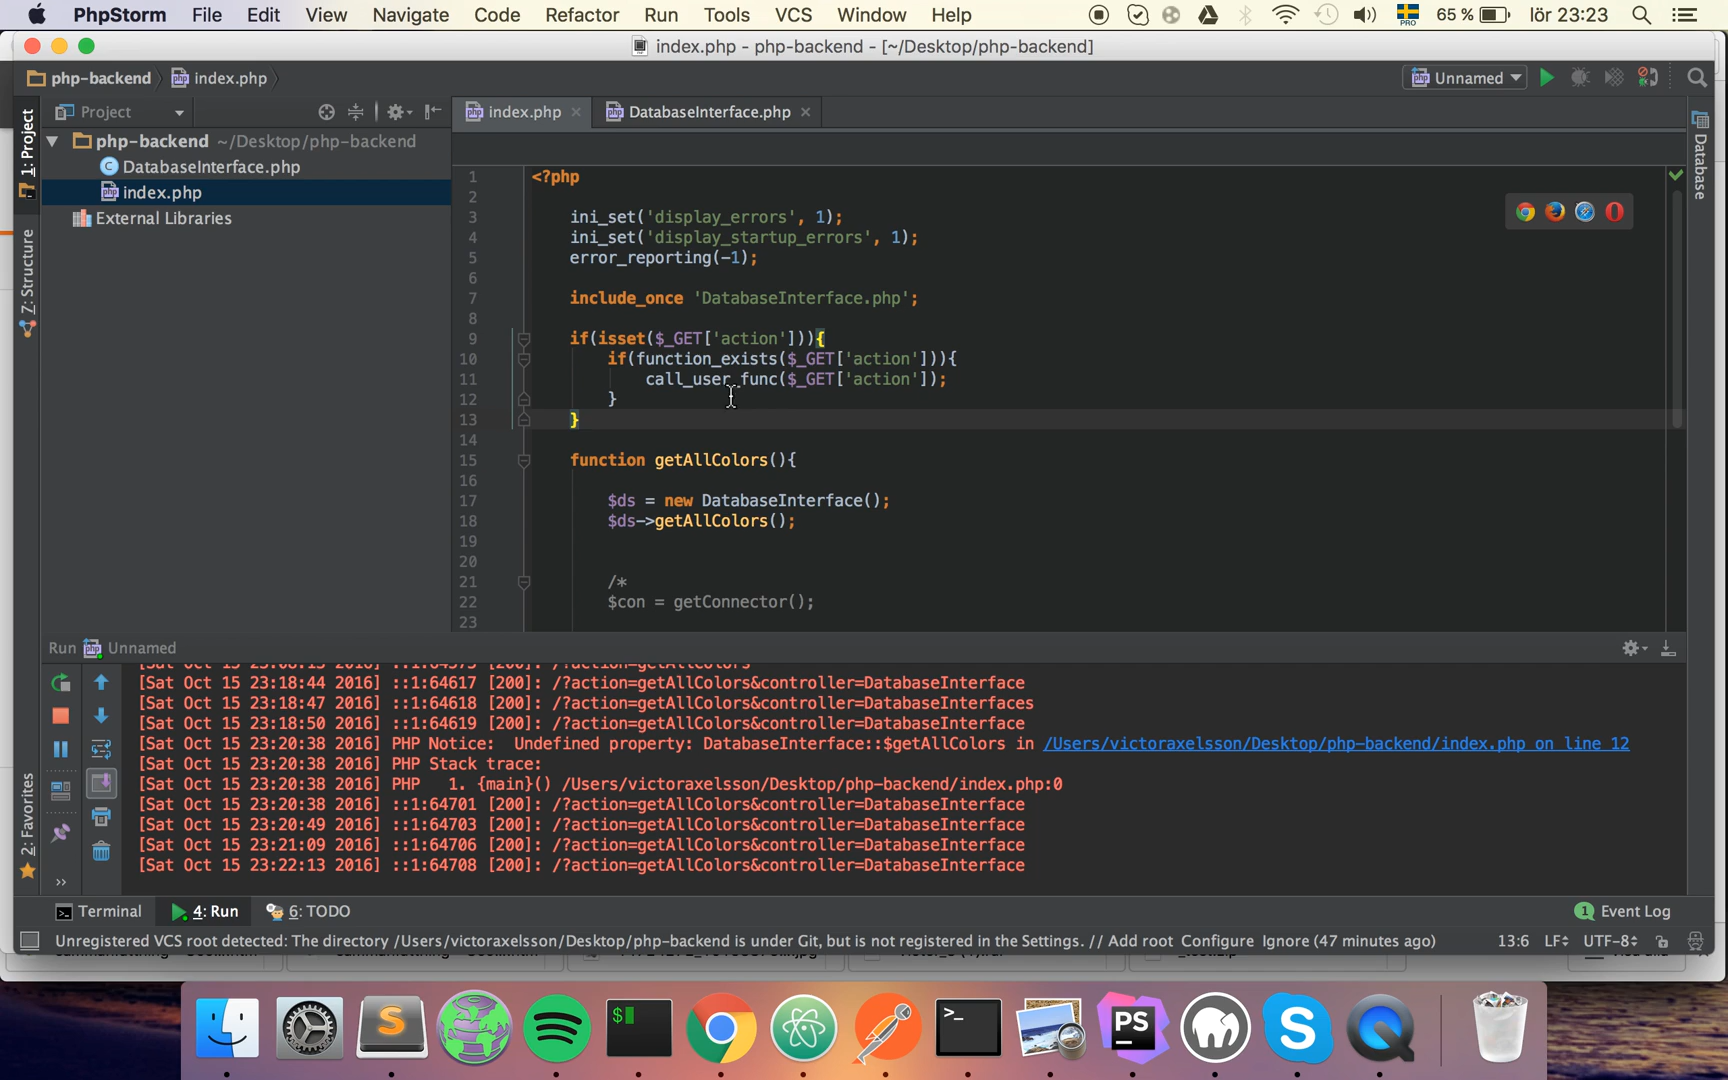 PhpStorm File Edit View Navigate Code Refactor Run Tools VCS Window Help PRO 65 % lör 23:23
index.php - php-backend - [~/Desktop/php-backend]
php-backend index.php Unnamed
Project index.php DatabaseInterface.php
1: Project
Z: Structure
2: Favorites
Database
php-backend ~/Desktop/php-backend
DatabaseInterface.php
index.php
External Libraries
1 <?php
2
3 ini_set('display_errors', 1);
4 ini_set('display_startup_errors', 1);
5 error_reporting(-1);
6
7 include_once 'DatabaseInterface.php';
8
9 if(isset($_GET['action'])){
10 if(function_exists($_GET['action'])){
11 call_user_func($_GET['action']);
12 }
13 }
14
15 function getAllColors(){
16
17 $ds = new DatabaseInterface();
18 $ds->getAllColors();
19
20
21 /*
22 $con = getConnector();
23
Run Unnamed
[Sat Oct 15 23:18:44 2016] ::1:64617 [200]: /?action=getAllColors&controller=DatabaseInterface
[Sat Oct 15 23:18:47 2016] ::1:64618 [200]: /?action=getAllColors&controller=DatabaseInterfaces
[Sat Oct 15 23:18:50 2016] ::1:64619 [200]: /?action=getAllColors&controller=DatabaseInterface
[Sat Oct 15 23:20:38 2016] PHP Notice:  Undefined property: DatabaseInterface::$getAllColors in /Users/victoraxelsson/Desktop/php-backend/index.php on line 12
[Sat Oct 15 23:20:38 2016] PHP Stack trace:
[Sat Oct 15 23:20:38 2016] PHP   1. {main}() /Users/victoraxelsson/Desktop/php-backend/index.php:0
[Sat Oct 15 23:20:38 2016] ::1:64701 [200]: /?action=getAllColors&controller=DatabaseInterface
[Sat Oct 15 23:20:49 2016] ::1:64703 [200]: /?action=getAllColors&controller=DatabaseInterface
[Sat Oct 15 23:21:09 2016] ::1:64706 [200]: /?action=getAllColors&controller=DatabaseInterface
[Sat Oct 15 23:22:13 2016] ::1:64708 [200]: /?action=getAllColors&controller=DatabaseInterface
Terminal 4: Run 6: TODO 1 Event Log
Unregistered VCS root detected: The directory /Users/victoraxelsson/Desktop/php-backend is under Git, but is not registered in the Settings. // Add root Configure Ignore (47 minutes ago) 13:6 LF UTF-8
S $ >_ PS S